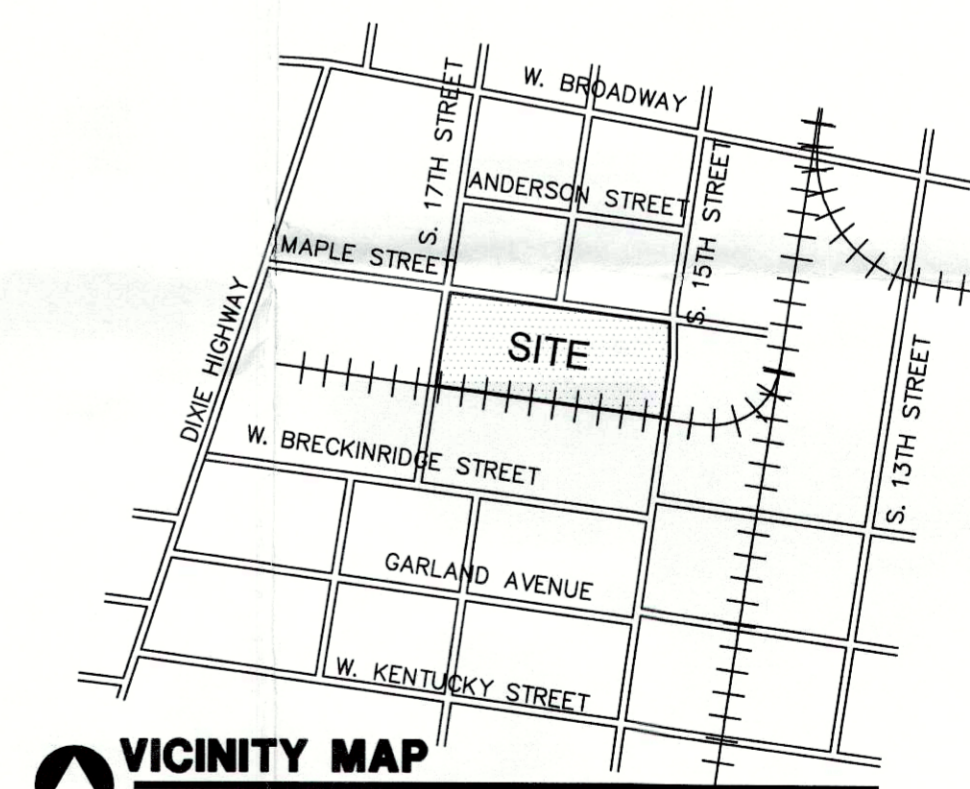 W. BROADWAY
S. 17TH STREET
ANDERSON STREET
S. 15TH STREET
MAPLE STREET
SITE
DIXIE HIGHWAY
S. 13TH STREET
W. BRECKINRIDGE STREET
GARLAND AVENUE
W. KENTUCKY STREET
VICINITY MAP